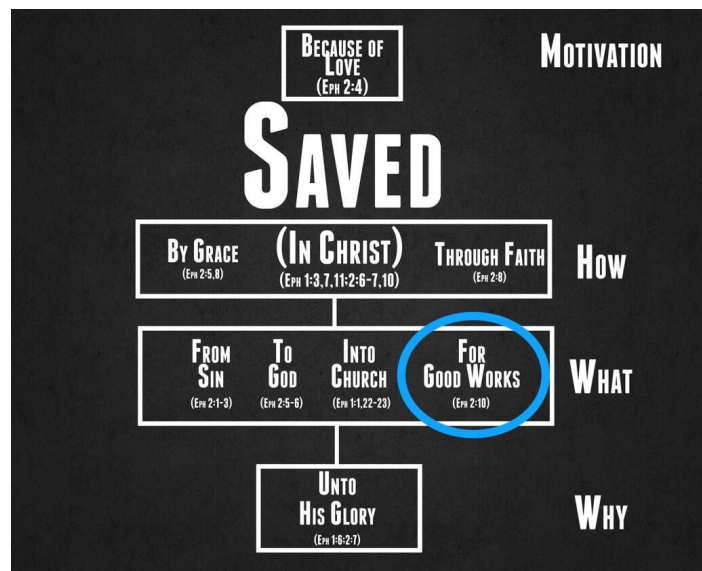 Because of
Love
(Eph 2:4)
Motivation
Saved
By Grace
(Eph 2:5,8)
(In Christ)
(Eph 1:3,7,11:2:6-7,10)
Through Faith
(Eph 2:8)
How
From
Sin
(Eph 2:1-3)
To
God
(Eph 2:5-6)
Into
Church
(Eph 1:1,22-23)
For
Good Works
(Eph 2:10)
What
Unto
His Glory
(Eph 1:6:2:7)
Why